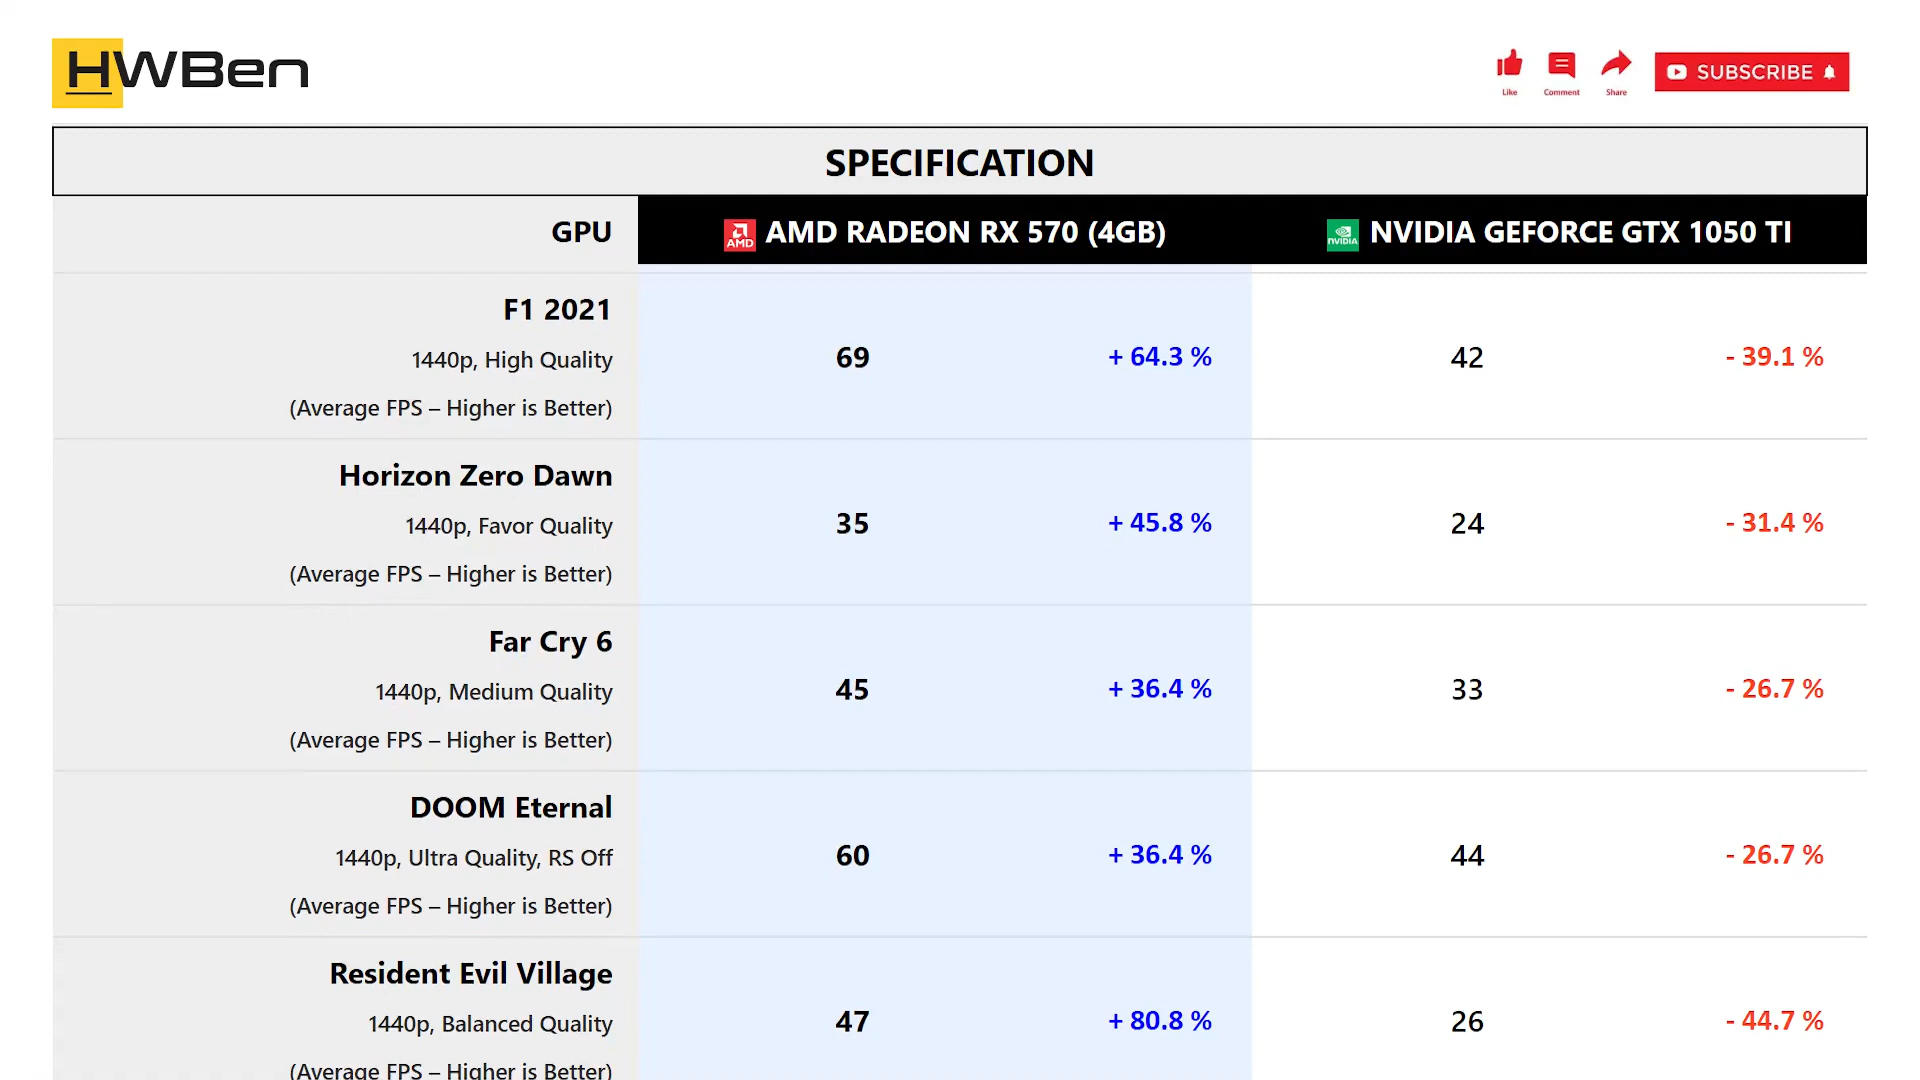 HWBen
Like
Comment
Share
SUBSCRIBE
SPECIFICATION
GPU
AMD AMD RADEON RX 570 (4GB)
NVIDIA NVIDIA GEFORCE GTX 1050 TI
F1 2021
1440p, High Quality
(Average FPS – Higher is Better)
69
+ 64.3 %
42
- 39.1 %
Horizon Zero Dawn
1440p, Favor Quality
(Average FPS – Higher is Better)
35
+ 45.8 %
24
- 31.4 %
Far Cry 6
1440p, Medium Quality
(Average FPS – Higher is Better)
45
+ 36.4 %
33
- 26.7 %
DOOM Eternal
1440p, Ultra Quality, RS Off
(Average FPS – Higher is Better)
60
+ 36.4 %
44
- 26.7 %
Resident Evil Village
1440p, Balanced Quality
(Average FPS – Higher is Better)
47
+ 80.8 %
26
- 44.7 %